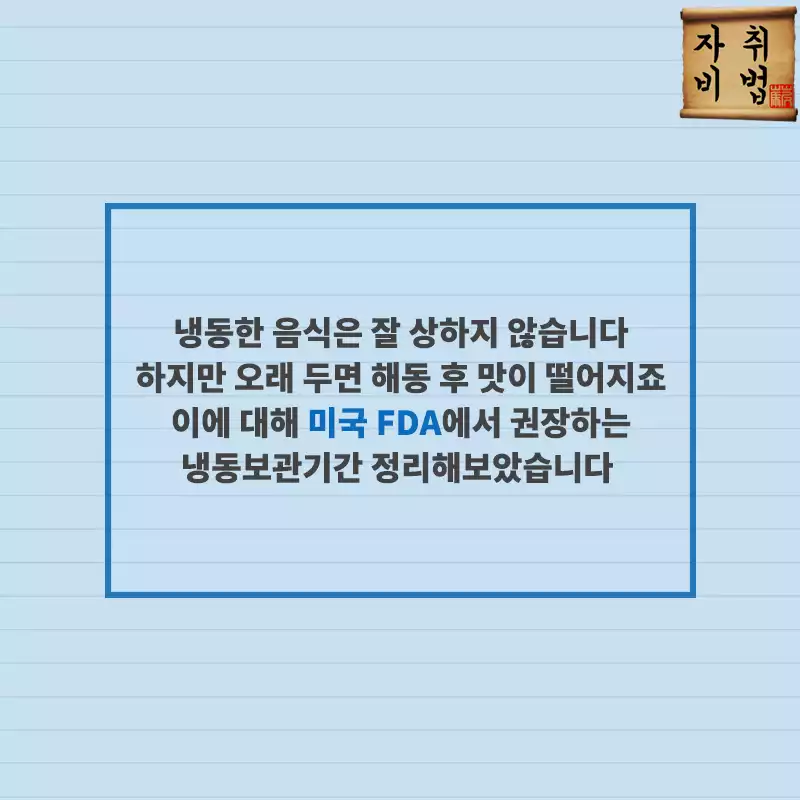 자취
비법
냉동한 음식은 잘 상하지 않습니다
하지만 오래 두면 해동 후 맛이 떨어지죠
이에 대해 미국 FDA에서 권장하는
냉동보관기간 정리해보았습니다